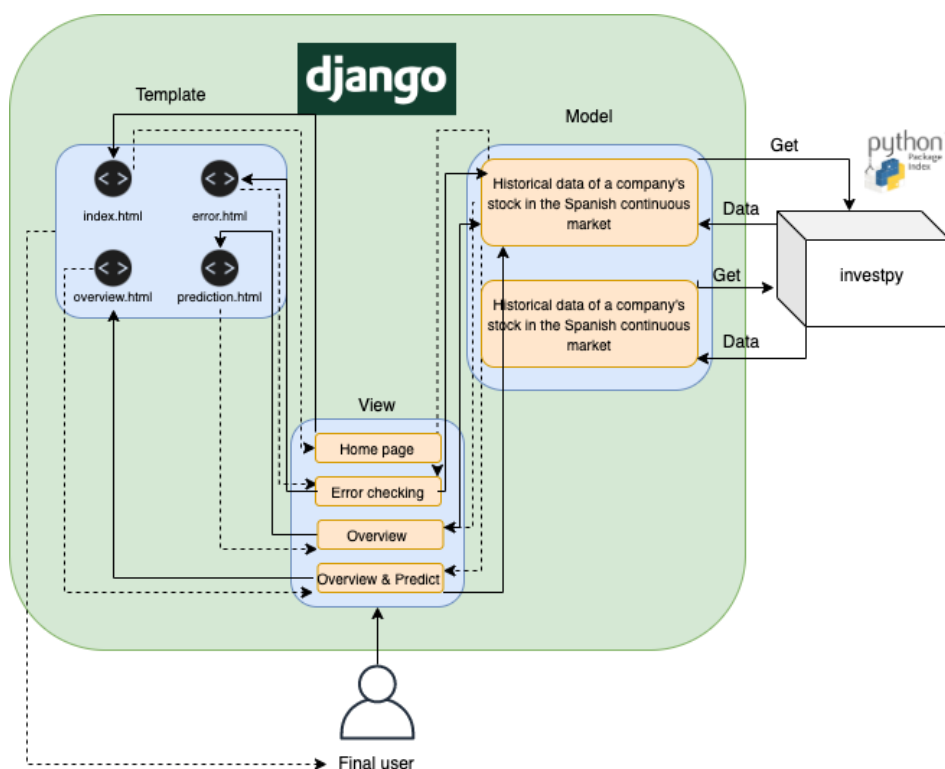 django
Template
Model
index.html
error.html
overview.html
prediction.html
Historical data of a company's
stock in the Spanish continuous
market
Historical data of a company's
stock in the Spanish continuous
market
Get
Data
Get
Data
python
Package
Index
investpy
View
Home page
Error checking
Overview
Overview & Predict
Final user